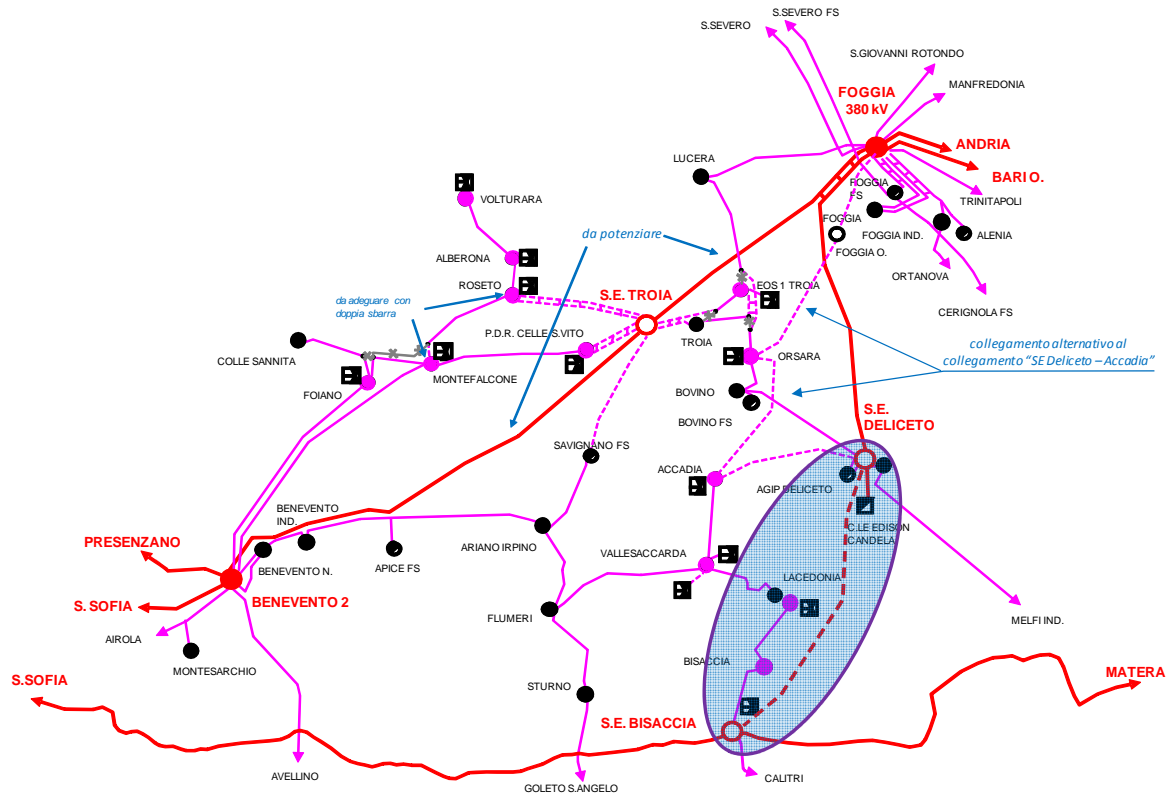 S.SEVERO FS
S.SEVERO
S.GIOVANNI ROTONDO
MANFREDONIA
FOGGIA
380 kV
ANDRIA
BARI O.
TRINITAPOLI
LUCERA
FOGGIA
FS
FOGGIA
FOGGIA O.
FOGGIA IND.
ALENIA
ORTANOVA
CERIGNOLA FS
VOLTURARA
da potenziare
ALBERONA
ROSETO
da adeguare con
doppia sbarra
S.E. TROIA
EOS 1 TROIA
P.D.R. CELLE S.VITO
TROIA
COLLE SANNITA
MONTEFALCONE
FOIANO
ORSARA
collegamento alternativo al
collegamento “SE Deliceto – Accadia”
BOVINO
BOVINO FS
S.E.
DELICETO
SAVIGNANO FS
ACCADIA
AGIP DELICETO
C.LE EDISON
CANDELA
BENEVENTO
IND.
PRESENZANO
BENEVENTO N.
APICE FS
ARIANO IRPINO
VALLESACCARDA
LACEDONIA
S. SOFIA
BENEVENTO 2
FLUMERI
MELFI IND.
AIROLA
MONTESARCHIO
BISACCIA
S.SOFIA
STURNO
S.E. BISACCIA
MATERA
AVELLINO
GOLETO S.ANGELO
CALITRI